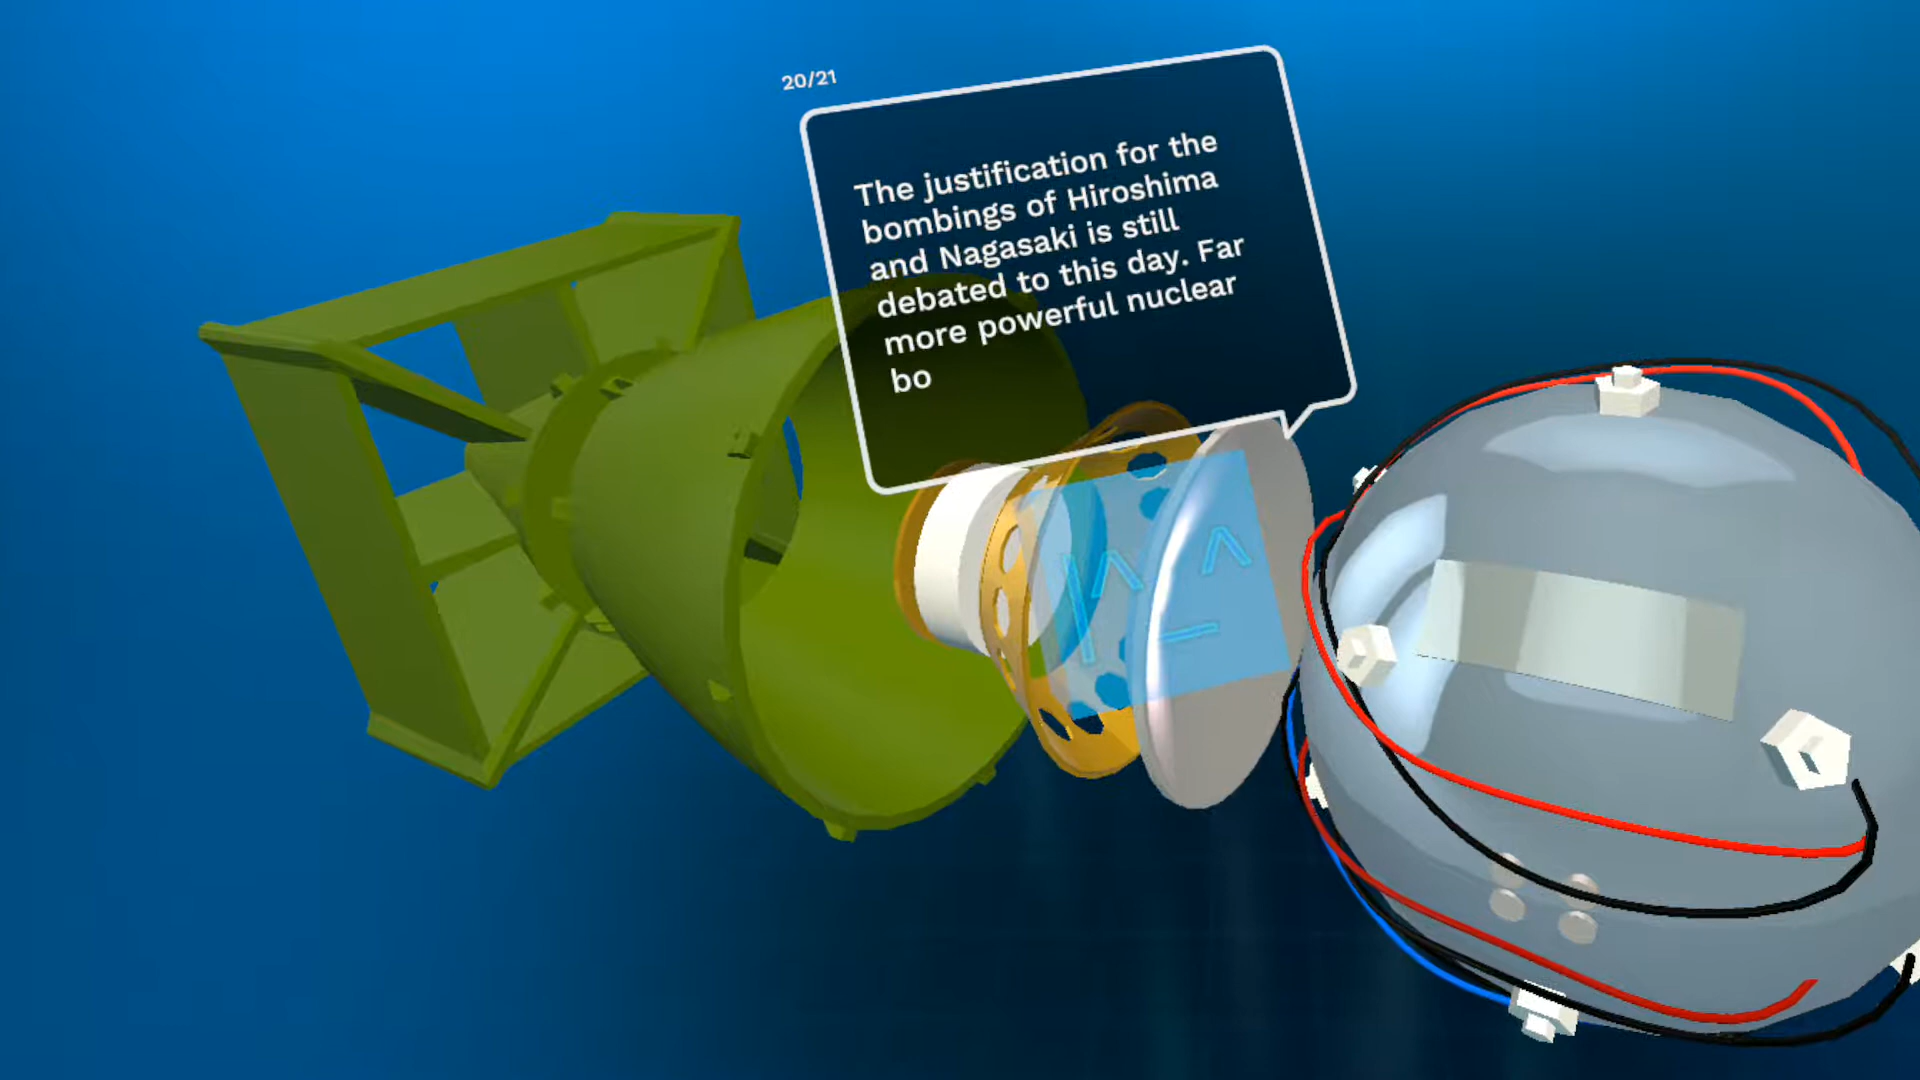 20/21
The justification for the
bombings of Hiroshima
and Nagasaki is still
debated to this day. Far
more powerful nuclear
bo